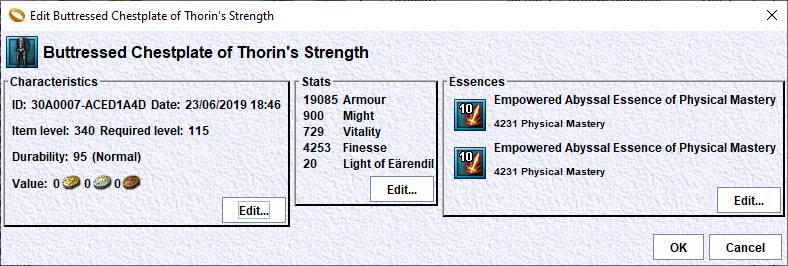 Edit Buttressed Chestplate of Thorin's Strength
Buttressed Chestplate of Thorin's Strength
Characteristics
ID: 30A0007-ACED1A4D Date: 23/06/2019 18:46
Item level: 340 Required level: 115
Durability: 95 (Normal)
Value: 0 0 0
Edit...
Stats
19085 Armour
900 Might
729 Vitality
4253 Finesse
20 Light of Eärendil
Edit...
Essences
10 Empowered Abyssal Essence of Physical Mastery
4231 Physical Mastery
10 Empowered Abyssal Essence of Physical Mastery
4231 Physical Mastery
Edit...
OK Cancel